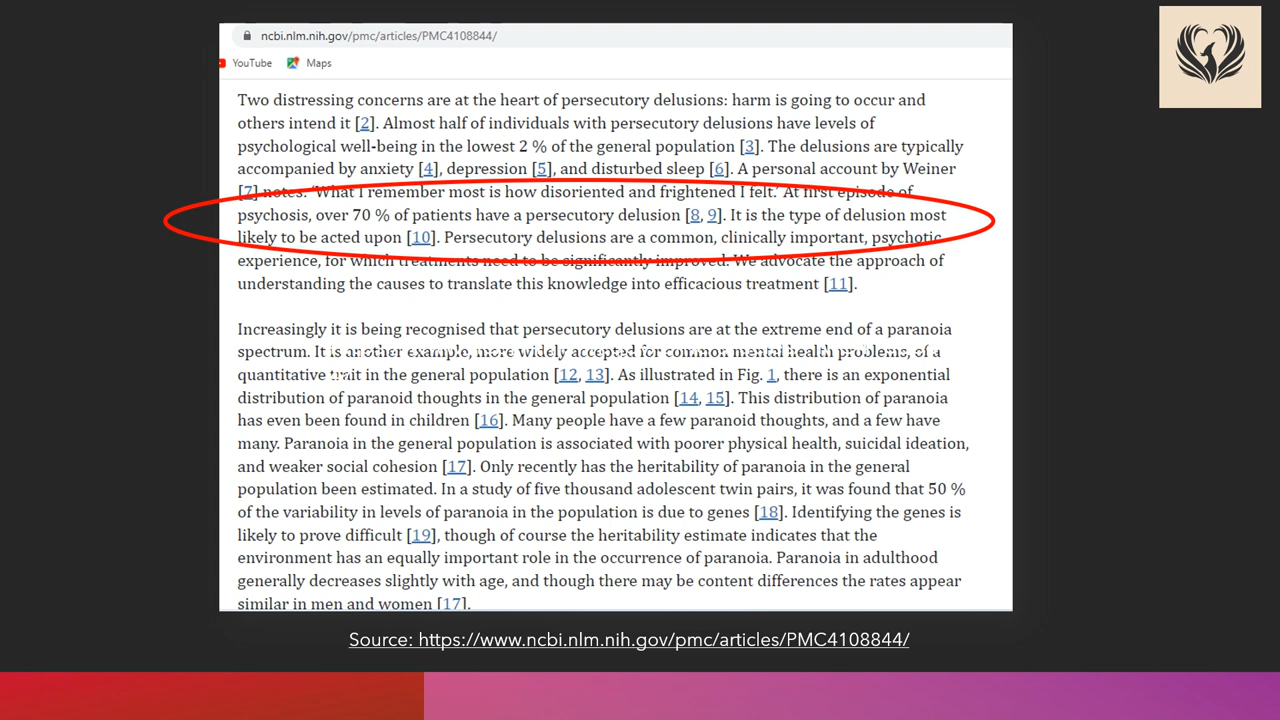 ncbi.nlm.nih.gov/pmc/articles/PMC4108844/
YouTube Maps
Two distressing concerns are at the heart of persecutory delusions: harm is going to occur and
others intend it [2]. Almost half of individuals with persecutory delusions have levels of
psychological well-being in the lowest 2 % of the general population [3]. The delusions are typically
accompanied by anxiety [4], depression [5], and disturbed sleep [6]. A personal account by Weiner
[7] notes: ‘What I remember most is how disoriented and frightened I felt.’ At first episode of
psychosis, over 70 % of patients have a persecutory delusion [8, 9]. It is the type of delusion most
likely to be acted upon [10]. Persecutory delusions are a common, clinically important, psychotic
experience, for which treatments need to be significantly improved. We advocate the approach of
understanding the causes to translate this knowledge into efficacious treatment [11].
Increasingly it is being recognised that persecutory delusions are at the extreme end of a paranoia
spectrum. It is another example, more widely accepted for common mental health problems, of a
quantitative trait in the general population [12, 13]. As illustrated in Fig. 1, there is an exponential
distribution of paranoid thoughts in the general population [14, 15]. This distribution of paranoia
has even been found in children [16]. Many people have a few paranoid thoughts, and a few have
many. Paranoia in the general population is associated with poorer physical health, suicidal ideation,
and weaker social cohesion [17]. Only recently has the heritability of paranoia in the general
population been estimated. In a study of five thousand adolescent twin pairs, it was found that 50 %
of the variability in levels of paranoia in the population is due to genes [18]. Identifying the genes is
likely to prove difficult [19], though of course the heritability estimate indicates that the
environment has an equally important role in the occurrence of paranoia. Paranoia in adulthood
generally decreases slightly with age, and though there may be content differences the rates appear
similar in men and women [17].
Source: https://www.ncbi.nlm.nih.gov/pmc/articles/PMC4108844/